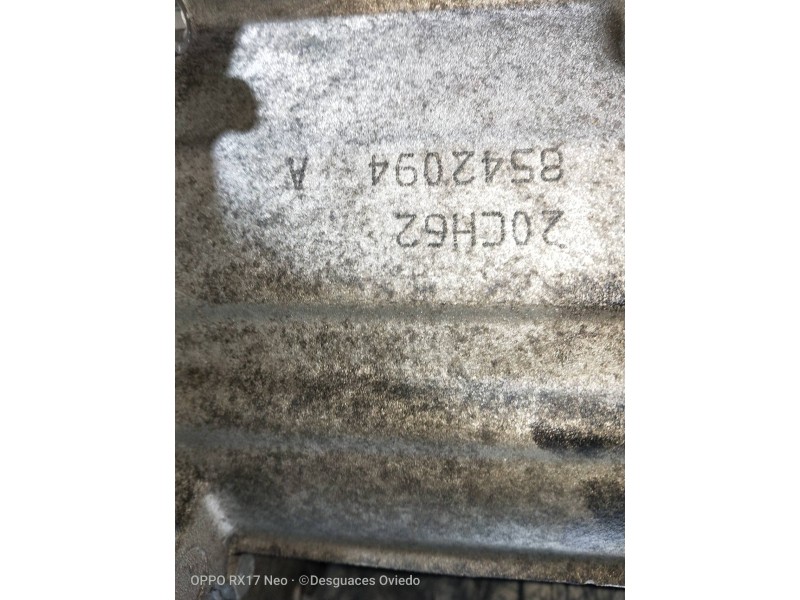 20CH62
8542094 A
OPPO RX17 Neo · ©Desguaces Oviedo